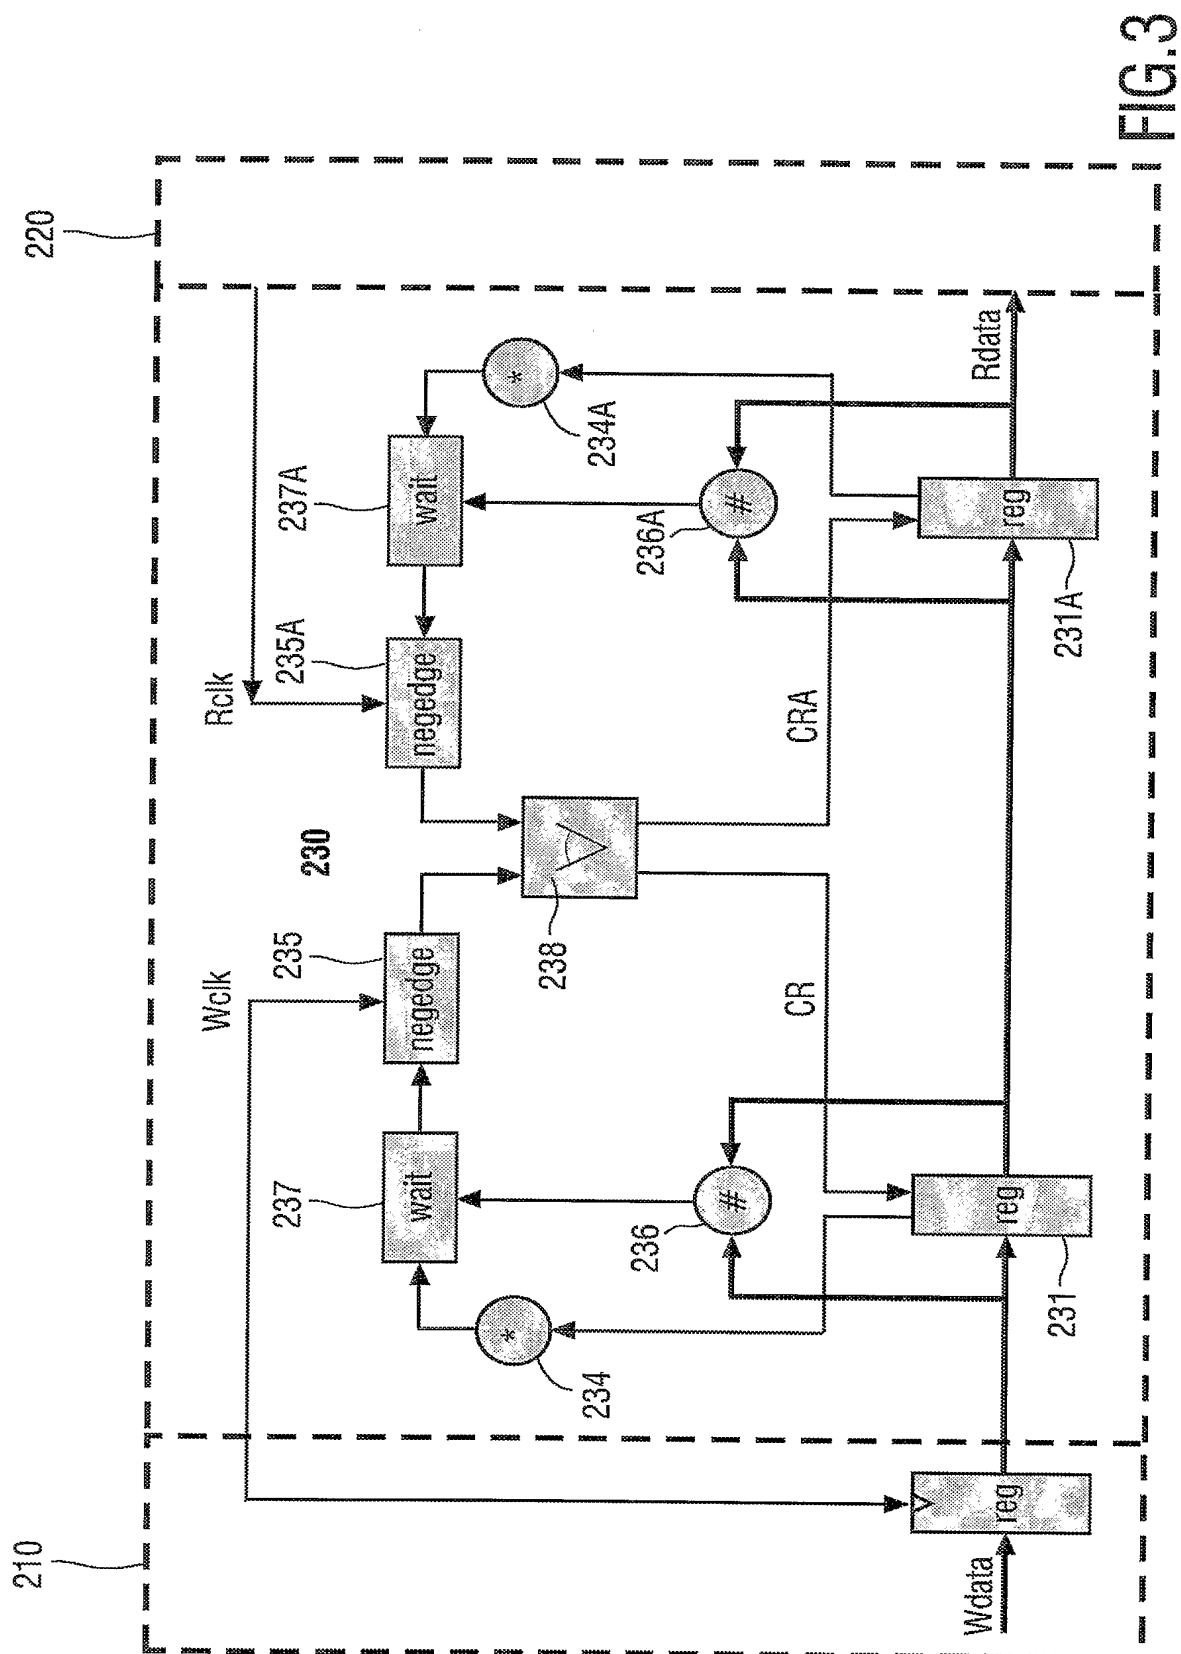 210
220
Wclk
Rclk
237
wait
235
negedge
230
235A
negedge
237A
wait
*
234
238
*
234A
#
236
#
236A
CR
CRA
Wdata
reg
reg
231
reg
231A
Rdata
FIG.3